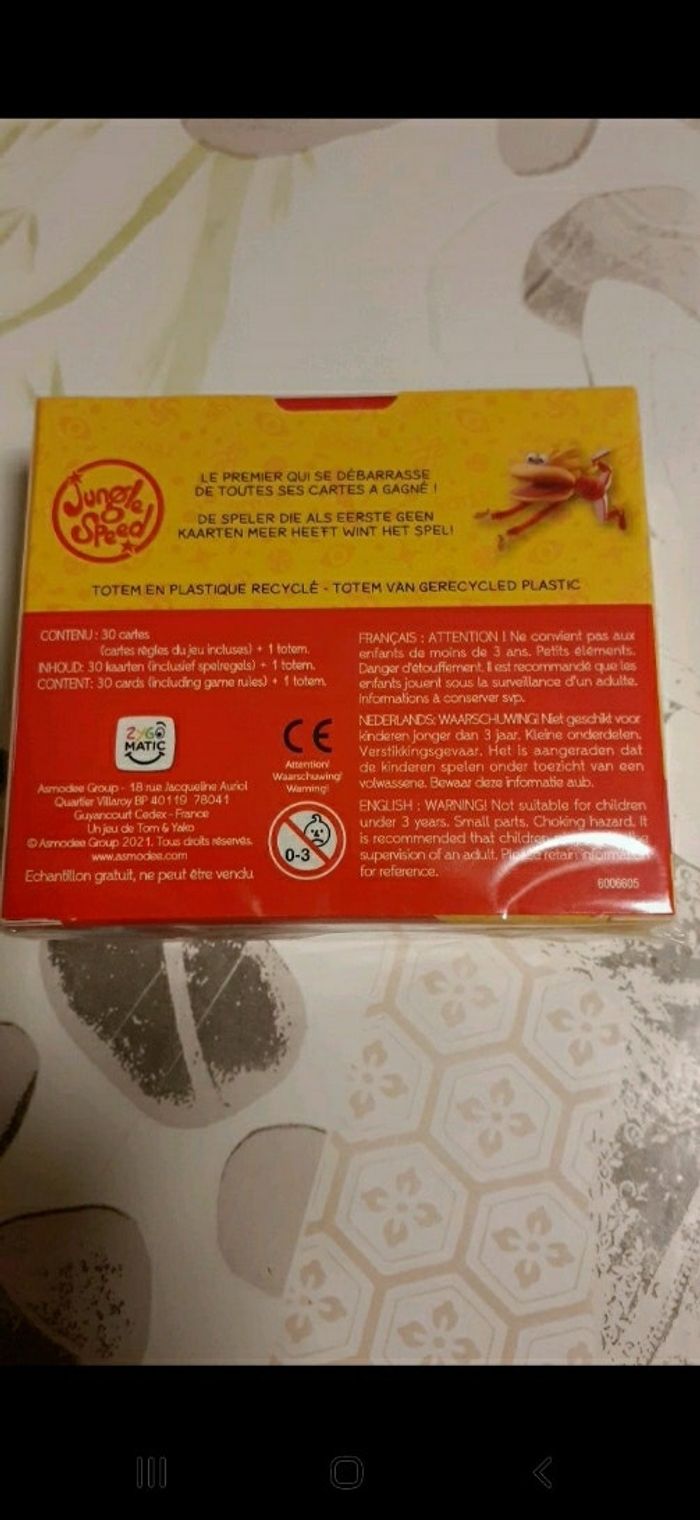 Jungle
Speed
LE PREMIER QUI SE DÉBARRASSE
DE TOUTES SES CARTES A GAGNÉ !
DE SPELER DIE ALS EERSTE GEEN
KAARTEN MEER HEEFT WINT HET SPEL!
TOTEM EN PLASTIQUE RECYCLÉ - TOTEM VAN GERECYCLED PLASTIC
CONTENU : 30 cartes
(cartes règles du jeu incluses) + 1 totem.
INHOUD: 30 kaarten (inclusief spelregels) + 1 totem.
CONTENT: 30 cards (including game rules) + 1 totem.
ZYGO
MATIC
Asmodee Group - 18 rue Jacqueline Auriol
Quartier Villaroy BP 40119 78041
Guyancourt Cedex - France
Un jeu de Tom & Yako
© Asmodee Group 2021. Tous droits réservés.
www.asmodee.com
Echantillon gratuit, ne peut être vendu
CE
Attention!
Waarschuwing!
Warning!
0-3
FRANÇAIS : ATTENTION ! Ne convient pas aux
enfants de moins de 3 ans. Petits éléments.
Danger d'étouffement. Il est recommandé que les
enfants jouent sous la surveillance d'un adulte.
Informations à conserver svp.
NEDERLANDS: WAARSCHUWING! Niet geschikt voor
kinderen jonger dan 3 jaar. Kleine onderdelen.
Verstikkingsgevaar. Het is aangeraden dat
de kinderen spelen onder toezicht van een
volwassene. Bewaar deze informatie aub.
ENGLISH : WARNING! Not suitable for children
under 3 years. Small parts. Choking hazard. It
is recommended that children the
supervision of an adult. Please retain information
for reference.
6006605